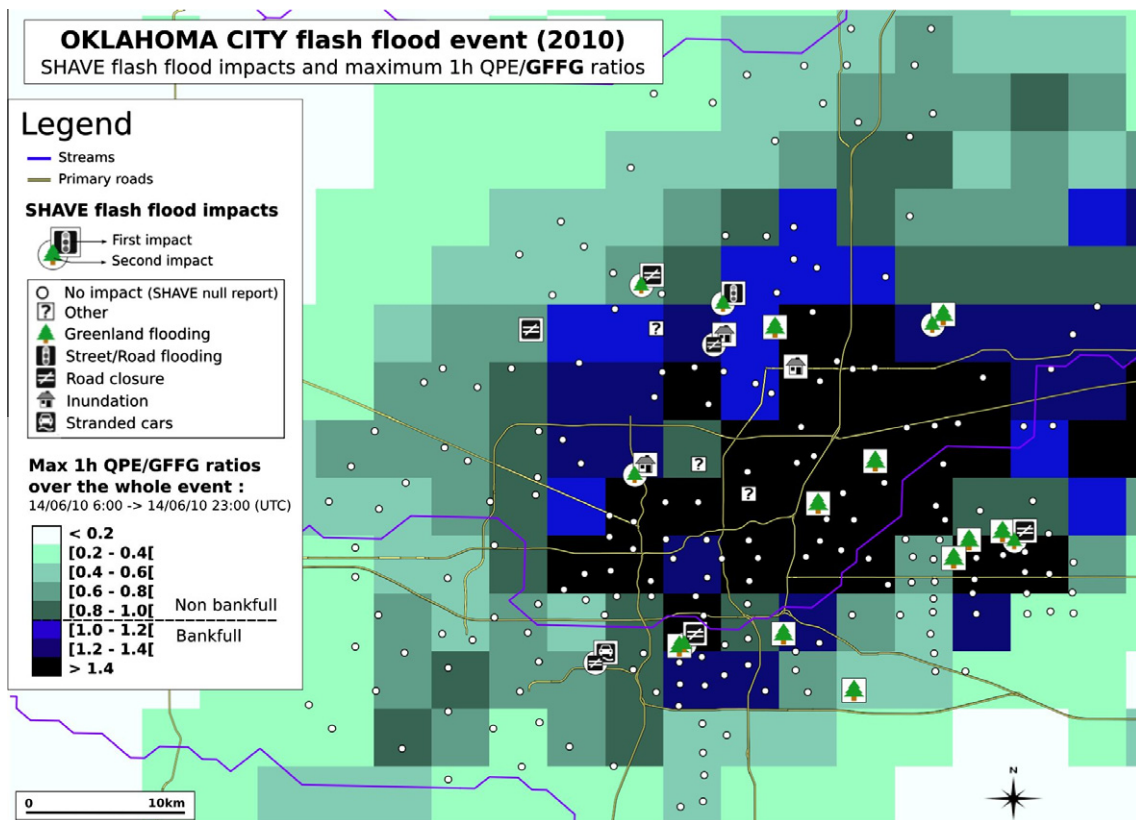 OKLAHOMA CITY flash flood event (2010)
SHAVE flash flood impacts and maximum 1h QPE/GFFG ratios
Legend
Streams
Primary roads
SHAVE flash flood impacts
First impact
Second impact
No impact (SHAVE null report)
? Other
Greenland flooding
Street/Road flooding
Road closure
Inundation
Stranded cars
Max 1h QPE/GFFG ratios
over the whole event :
14/06/10 6:00 -> 14/06/10 23:00 (UTC)
< 0.2
[0.2 - 0.4[
[0.4 - 0.6[
[0.6 - 0.8[
[0.8 - 1.0[ Non bankfull
[1.0 - 1.2[ Bankfull
[1.2 - 1.4[
> 1.4
0 10km
N
?
?
?